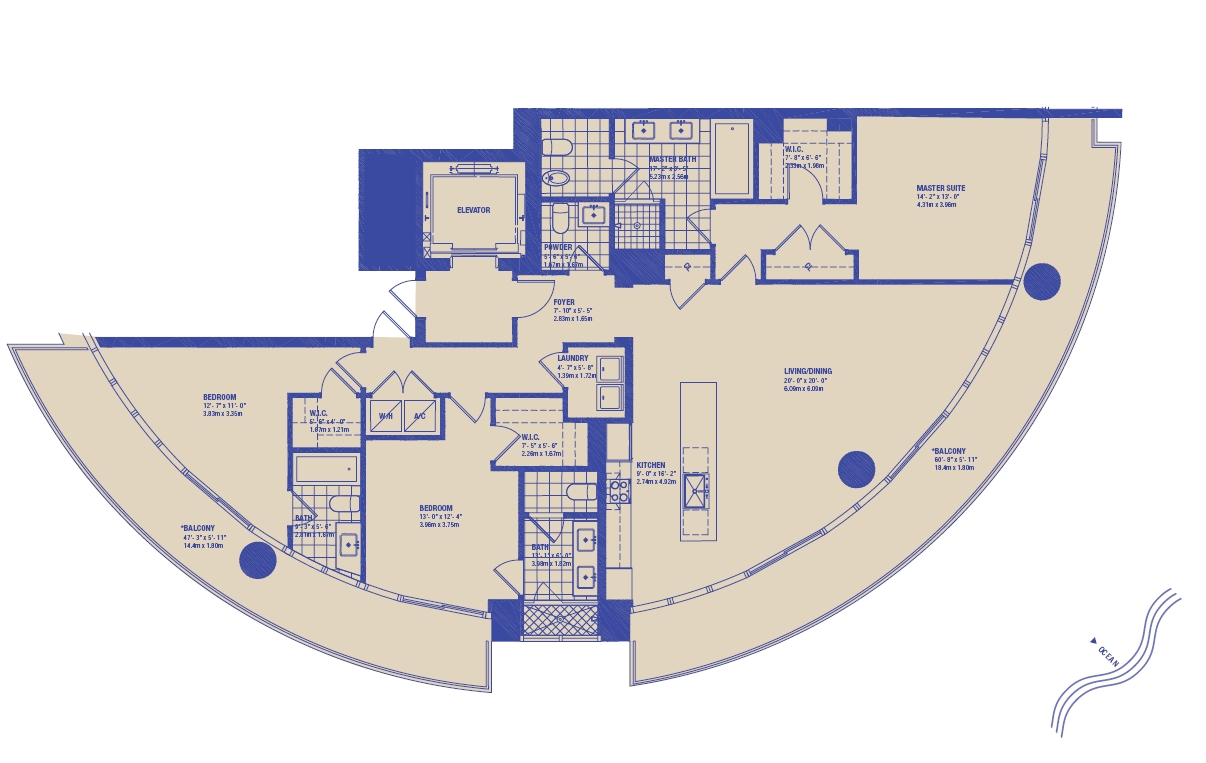 MASTER BATH
17'- 2" x 8'- 5"
5.23m x 2.56m
W.I.C.
7'- 8" x 6'- 6"
2.33m x 1.98m
MASTER SUITE
14'- 2" x 13'- 0"
4.31m x 3.96m
ELEVATOR
POWDER
5'- 6" x 5'- 6"
1.67m x 1.67m
FOYER
7'- 10" x 5'- 5"
2.83m x 1.65m
LAUNDRY
4'- 7" x 5'- 8"
1.39m x 1.72m
LIVING/DINING
20'- 0" x 20'- 0"
6.09m x 6.09m
BEDROOM
12'- 7" x 11'- 0"
3.83m x 3.35m
W.I.C.
5'- 6" x 4'- 0"
1.67m x 1.21m
W/H
A/C
W.I.C.
7'- 5" x 5'- 6"
2.26m x 1.67m
KITCHEN
9'- 0" x 16'- 2"
2.74m x 4.92m
*BALCONY
60'- 8" x 5'- 11"
18.4m x 1.80m
BEDROOM
13'- 0" x 12'- 4"
3.96m x 3.75m
BATH
9'- 3" x 5'- 6"
2.81m x 1.67m
*BALCONY
47'- 3" x 5'- 11"
14.4m x 1.80m
BATH
13'- 1" x 6'- 0"
3.98m x 1.82m
OCEAN